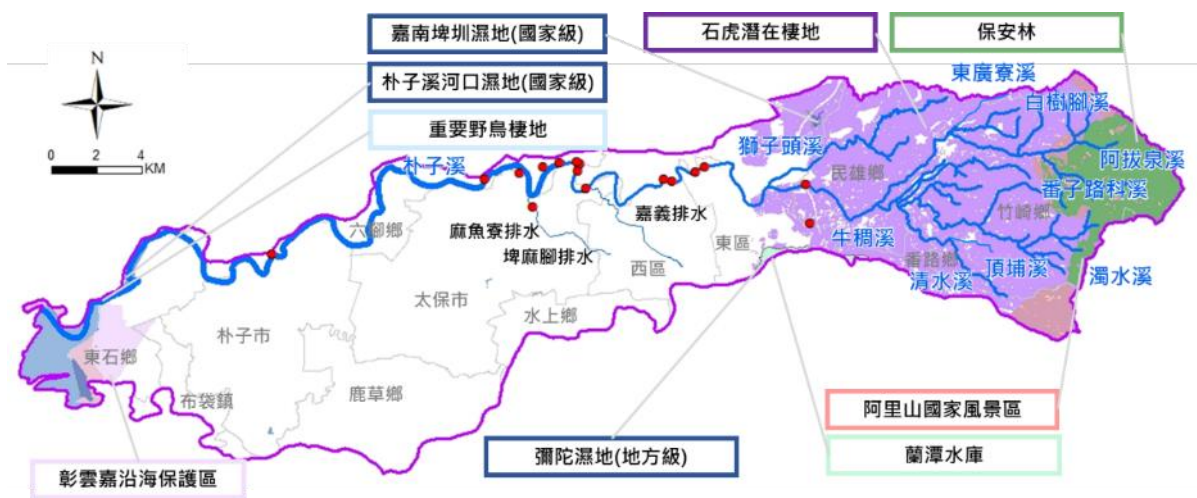 嘉南埤圳濕地(國家級)
石虎潛在棲地
保安林
朴子溪河口濕地(國家級)
重要野鳥棲地
N
0 2 4
KM
東廣寮溪
白樹腳溪
獅子頭溪
民雄鄉
阿拔泉溪
番子路科溪
竹崎鄉
朴子溪
六腳鄉
麻魚寮排水
嘉義排水
埤麻腳排水
西區
東區
牛稠溪
番路鄉
清水溪
頂埔溪
濁水溪
太保市
水上鄉
朴子市
東石鄉
布袋鎮
鹿草鄉
阿里山國家風景區
彌陀濕地(地方級)
蘭潭水庫
彰雲嘉沿海保護區